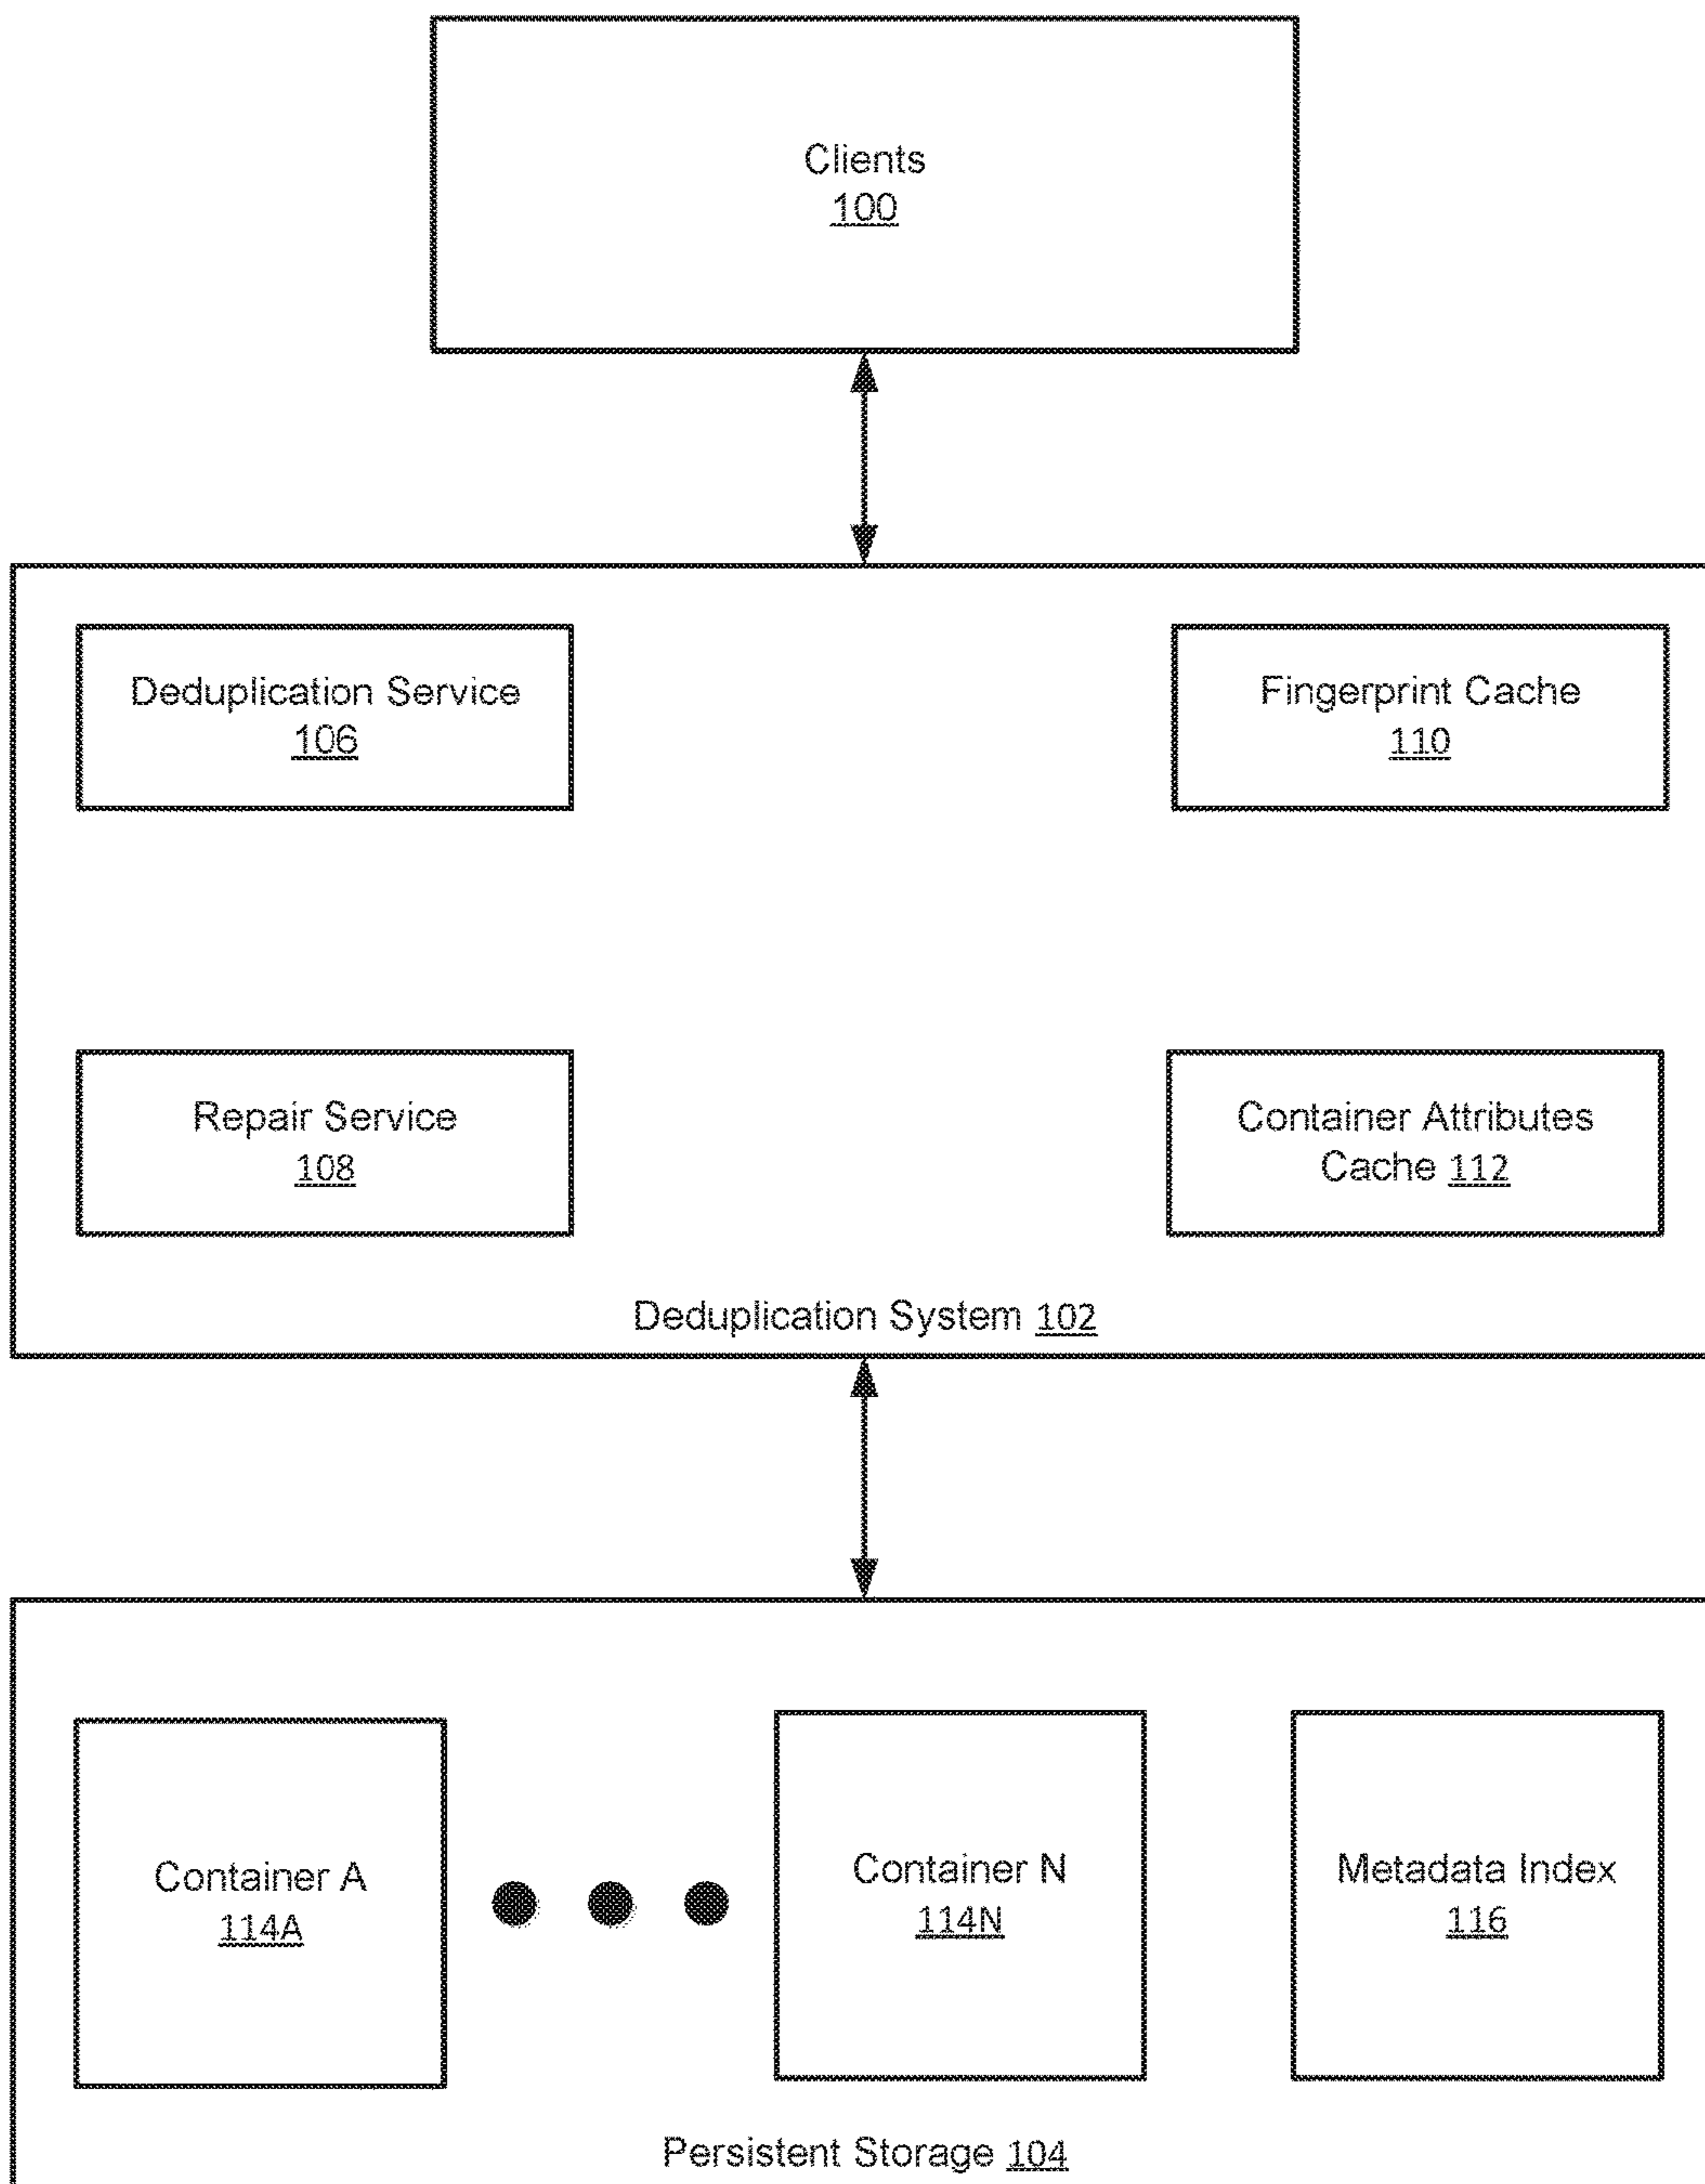 Clients
100
Deduplication Service
106
Fingerprint Cache
110
Repair Service
108
Container Attributes
Cache 112
Deduplication System 102
Container A
114A
Container N
114N
Metadata Index
116
Persistent Storage 104